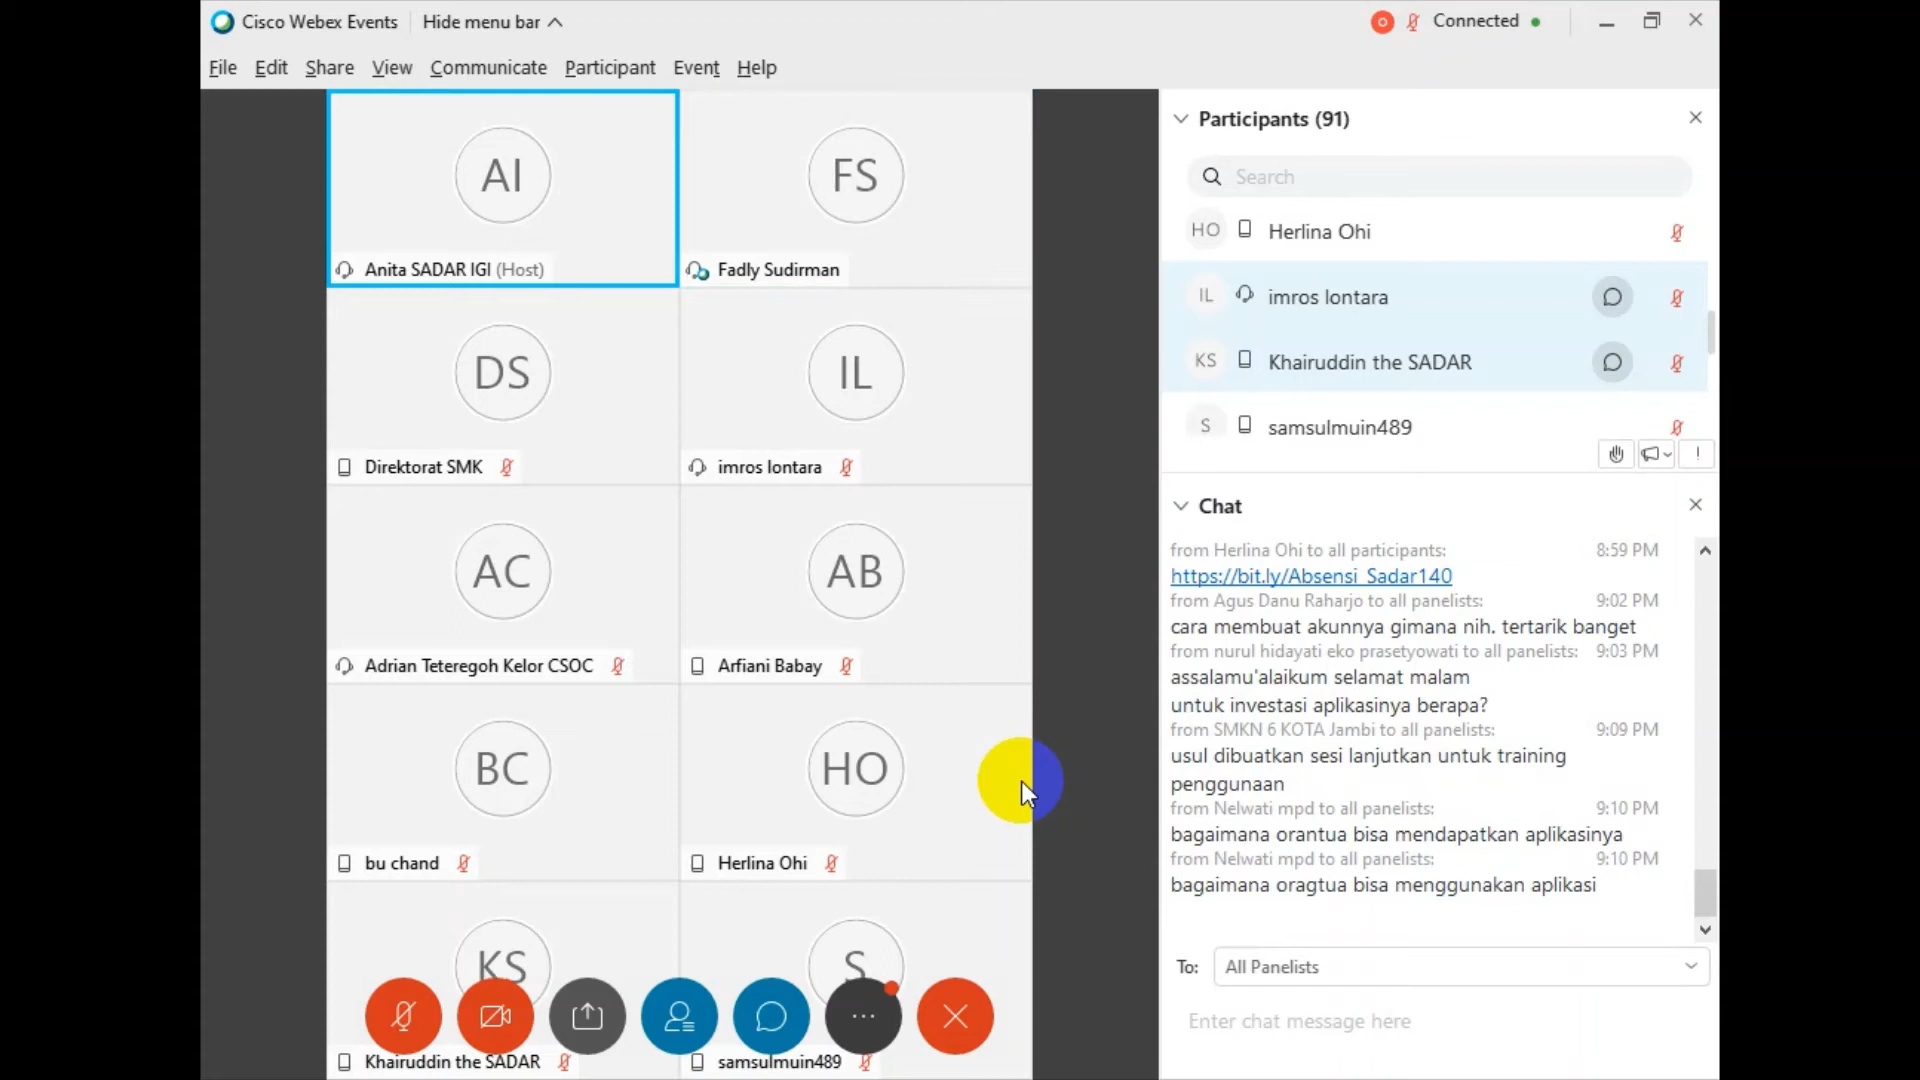 Cisco Webex Events
Hide menu bar
Connected
File Edit Share View Communicate Participant Event Help
AI
Anita SADAR IGI (Host)
FS
Fadly Sudirman
DS
Direktorat SMK
IL
imros lontara
AC
Adrian Teteregoh Kelor CSOC
AB
Arfiani Babay
BC
bu chand
HO
Herlina Ohi
KS
Khairuddin the SADAR
S
samsulmuin489
Participants (91)
Search
HO Herlina Ohi
IL imros lontara
KS Khairuddin the SADAR
S samsulmuin489
Chat
from Herlina Ohi to all participants: 8:59 PM
https://bit.ly/Absensi_Sadar140
from Agus Danu Raharjo to all panelists: 9:02 PM
cara membuat akunnya gimana nih. tertarik banget
from nurul hidayati eko prasetyowati to all panelists: 9:03 PM
assalamu'alaikum selamat malam
untuk investasi aplikasinya berapa?
from SMKN 6 KOTA Jambi to all panelists: 9:09 PM
usul dibuatkan sesi lanjutkan untuk training
penggunaan
from Nelwati mpd to all panelists: 9:10 PM
bagaimana orantua bisa mendapatkan aplikasinya
from Nelwati mpd to all panelists: 9:10 PM
bagaimana oragtua bisa menggunakan aplikasi
To: All Panelists
Enter chat message here